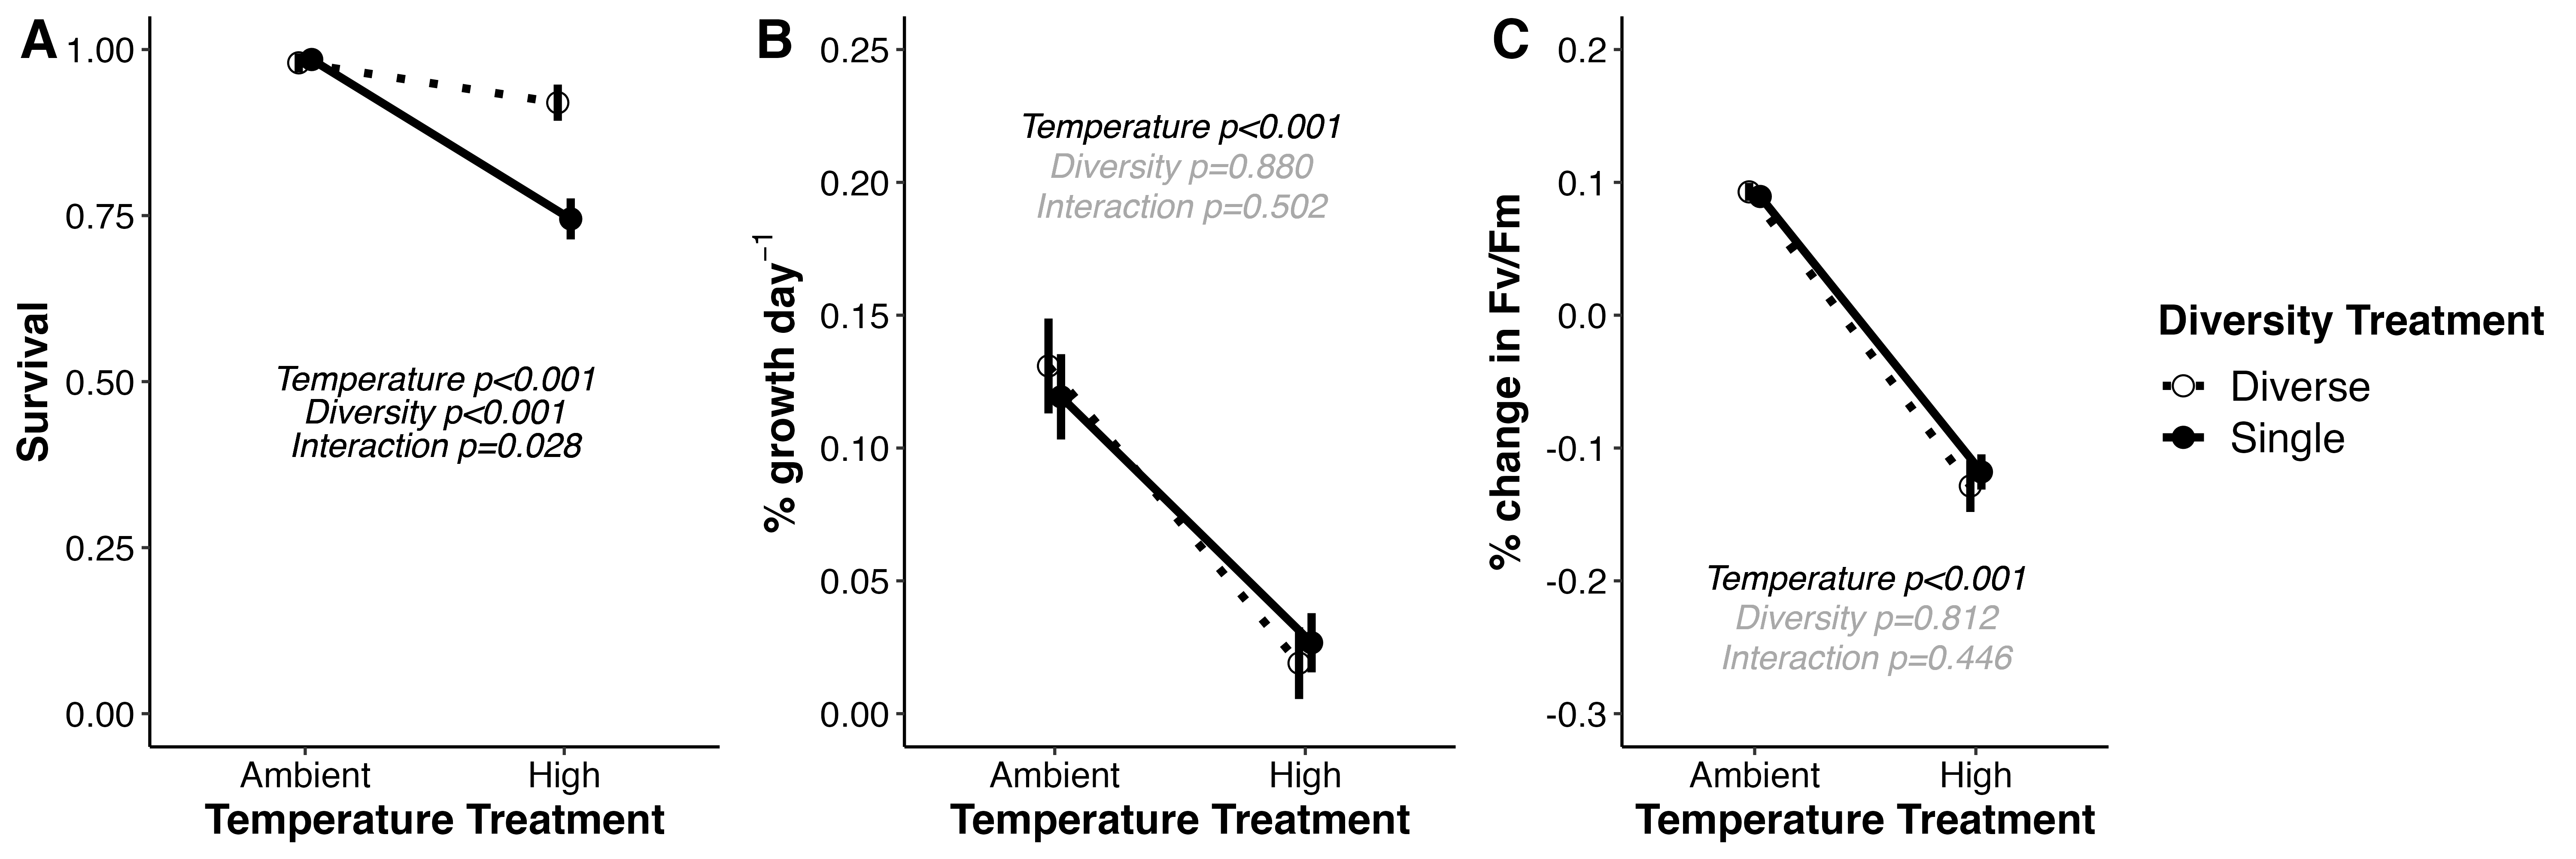 A
1.00
0.75
0.50
0.25
0.00
Survival
Temperature p<0.001
Diversity p<0.001
Interaction p=0.028
Ambient
High
Temperature Treatment
B
0.25
0.20
0.15
0.10
0.05
0.00
% growth day⁻¹
Temperature p<0.001
Diversity p=0.880
Interaction p=0.502
Ambient
High
Temperature Treatment
C
0.2
0.1
0.0
-0.1
-0.2
-0.3
% change in Fv/Fm
Temperature p<0.001
Diversity p=0.812
Interaction p=0.446
Ambient
High
Temperature Treatment
Diversity Treatment
Diverse
Single